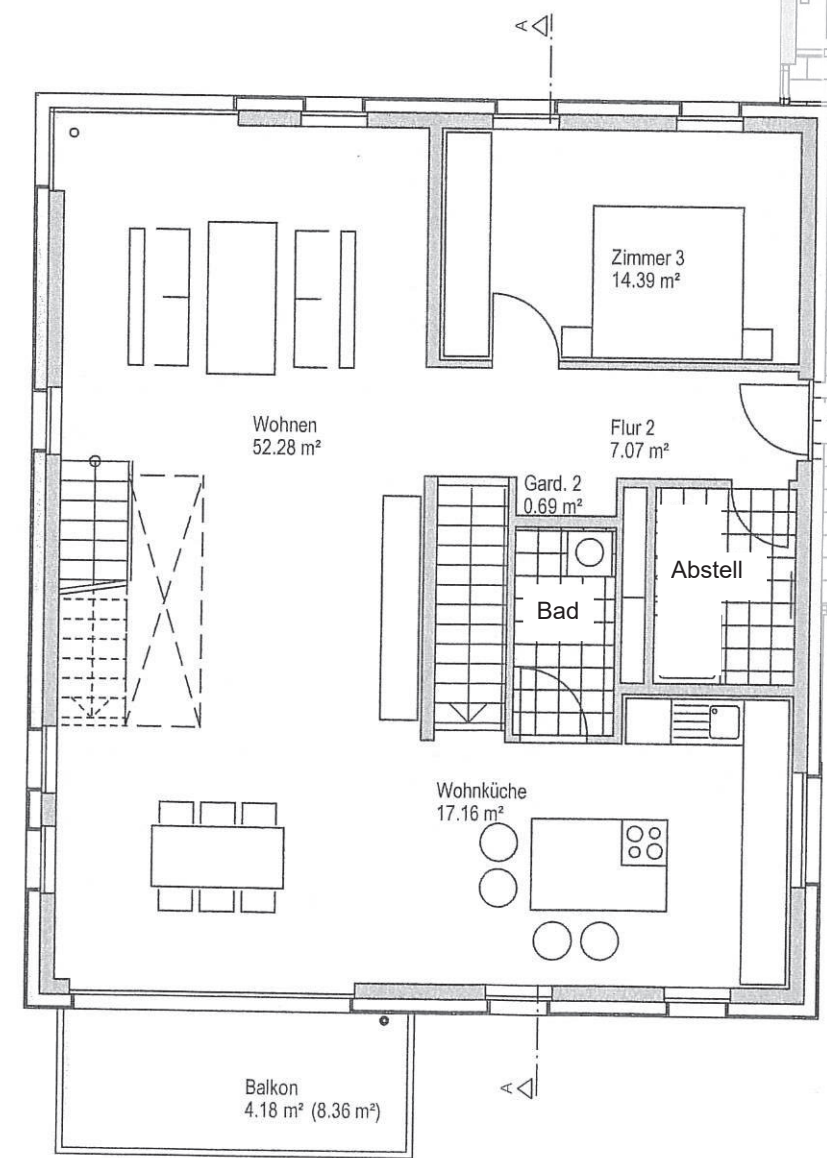 A
Zimmer 3
14.39 m²
Wohnen
52.28 m²
Flur 2
7.07 m²
Gard. 2
0.69 m²
Abstell
Bad
Wohnküche
17.16 m²
A
Balkon
4.18 m² (8.36 m²)